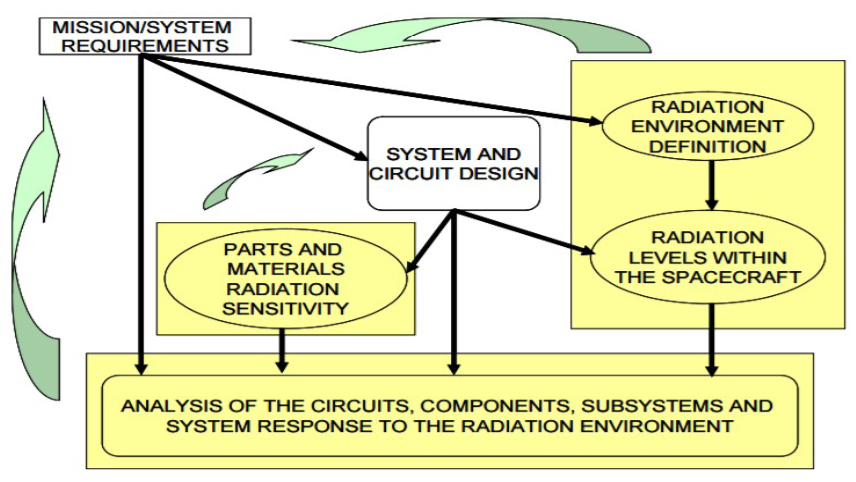 MISSION/SYSTEM
REQUIREMENTS
RADIATION
ENVIRONMENT
DEFINITION
SYSTEM AND
CIRCUIT DESIGN
PARTS AND
MATERIALS
RADIATION
SENSITIVITY
RADIATION
LEVELS WITHIN
THE SPACECRAFT
ANALYSIS OF THE CIRCUITS, COMPONENTS, SUBSYSTEMS AND
SYSTEM RESPONSE TO THE RADIATION ENVIRONMENT